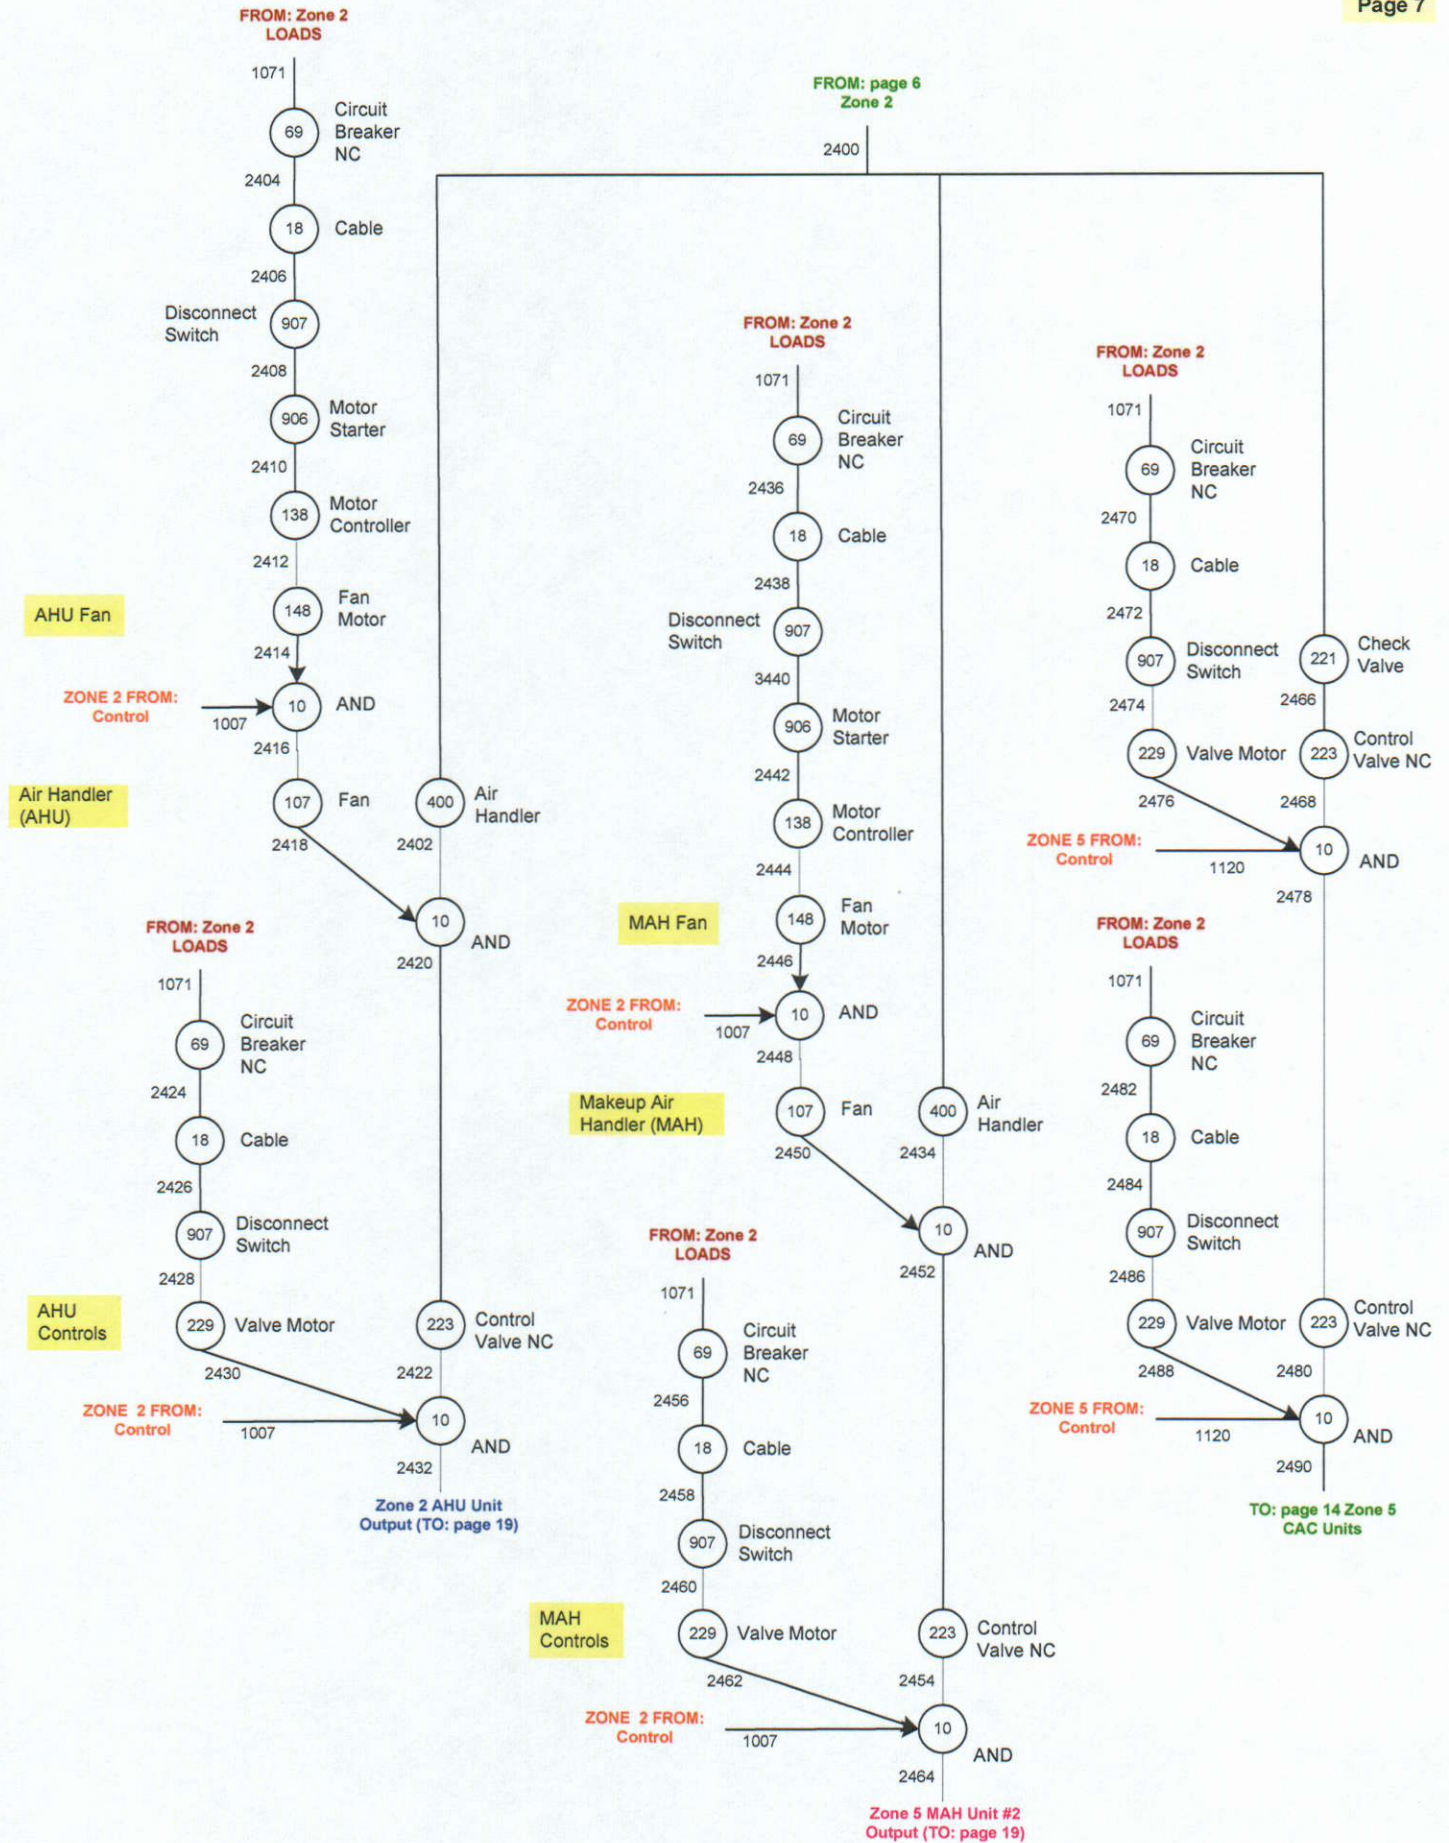 Page 7
FROM: Zone 2
LOADS
1071
69
Circuit
Breaker
NC
2404
18
Cable
2406
Disconnect
Switch
907
2408
906
Motor
Starter
2410
138
Motor
Controller
2412
AHU Fan
148
Fan
Motor
2414
ZONE 2 FROM:
Control
1007
10
AND
2416
Air Handler
(AHU)
107
Fan
2418
400
Air
Handler
2402
10
AND
2420
FROM: Zone 2
LOADS
1071
69
Circuit
Breaker
NC
2424
18
Cable
2426
907
Disconnect
Switch
2428
AHU
Controls
229
Valve Motor
2430
223
Control
Valve NC
2422
ZONE 2 FROM:
Control
1007
10
AND
2432
Zone 2 AHU Unit
Output (TO: page 19)
FROM: page 6
Zone 2
2400
FROM: Zone 2
LOADS
1071
69
Circuit
Breaker
NC
2436
18
Cable
2438
Disconnect
Switch
907
3440
906
Motor
Starter
2442
138
Motor
Controller
2444
MAH Fan
148
Fan
Motor
2446
ZONE 2 FROM:
Control
1007
10
AND
2448
Makeup Air
Handler (MAH)
107
Fan
2450
400
Air
Handler
2434
10
AND
2452
FROM: Zone 2
LOADS
1071
69
Circuit
Breaker
NC
2456
18
Cable
2458
907
Disconnect
Switch
2460
MAH
Controls
229
Valve Motor
2462
223
Control
Valve NC
2454
ZONE 2 FROM:
Control
1007
10
AND
2464
Zone 5 MAH Unit #2
Output (TO: page 19)
FROM: Zone 2
LOADS
1071
69
Circuit
Breaker
NC
2470
18
Cable
2472
907
Disconnect
Switch
2474
221
Check
Valve
2466
229
Valve Motor
2476
223
Control
Valve NC
2468
ZONE 5 FROM:
Control
1120
10
AND
2478
FROM: Zone 2
LOADS
1071
69
Circuit
Breaker
NC
2482
18
Cable
2484
907
Disconnect
Switch
2486
229
Valve Motor
2488
223
Control
Valve NC
2480
ZONE 5 FROM:
Control
1120
10
AND
2490
TO: page 14 Zone 5
CAC Units